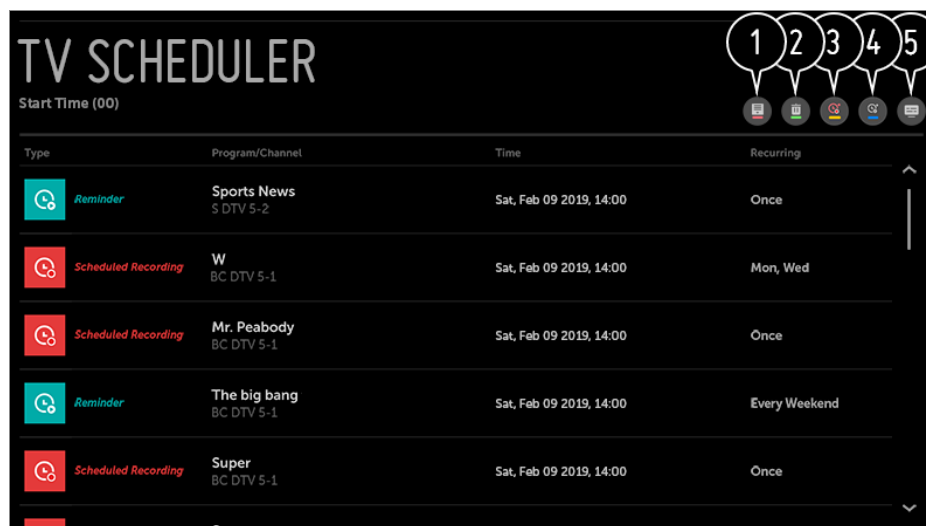 TV SCHEDULER
1 2 3 4 5
Start Time (00)
Type Program/Channel Time Recurring
Reminder Sports News Sat, Feb 09 2019, 14:00 Once
S DTV 5-2
Scheduled Recording W Sat, Feb 09 2019, 14:00 Mon, Wed
BC DTV 5-1
Scheduled Recording Mr. Peabody Sat, Feb 09 2019, 14:00 Once
BC DTV 5-1
Reminder The big bang Sat, Feb 09 2019, 14:00 Every Weekend
BC DTV 5-1
Scheduled Recording Super Sat, Feb 09 2019, 14:00 Once
BC DTV 5-1